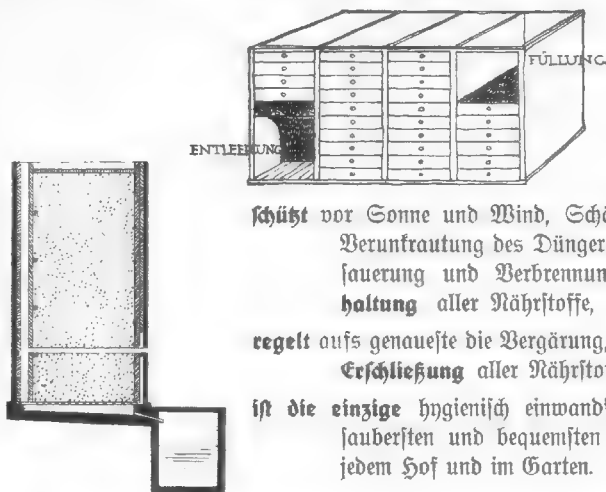 FÜLLUNG
ENTLEERUNG
schützt vor Sonne und Wind, Schä
Verunkrautung des Dünger
sauerung und Verbrennun
haltung aller Nährstoffe,
regelt aufs genaueste die Vergärung,
Erschließung aller Nährsto
ist die einzige hygienisch einwand
saubersten und bequemsten
jedem Hof und im Garten.